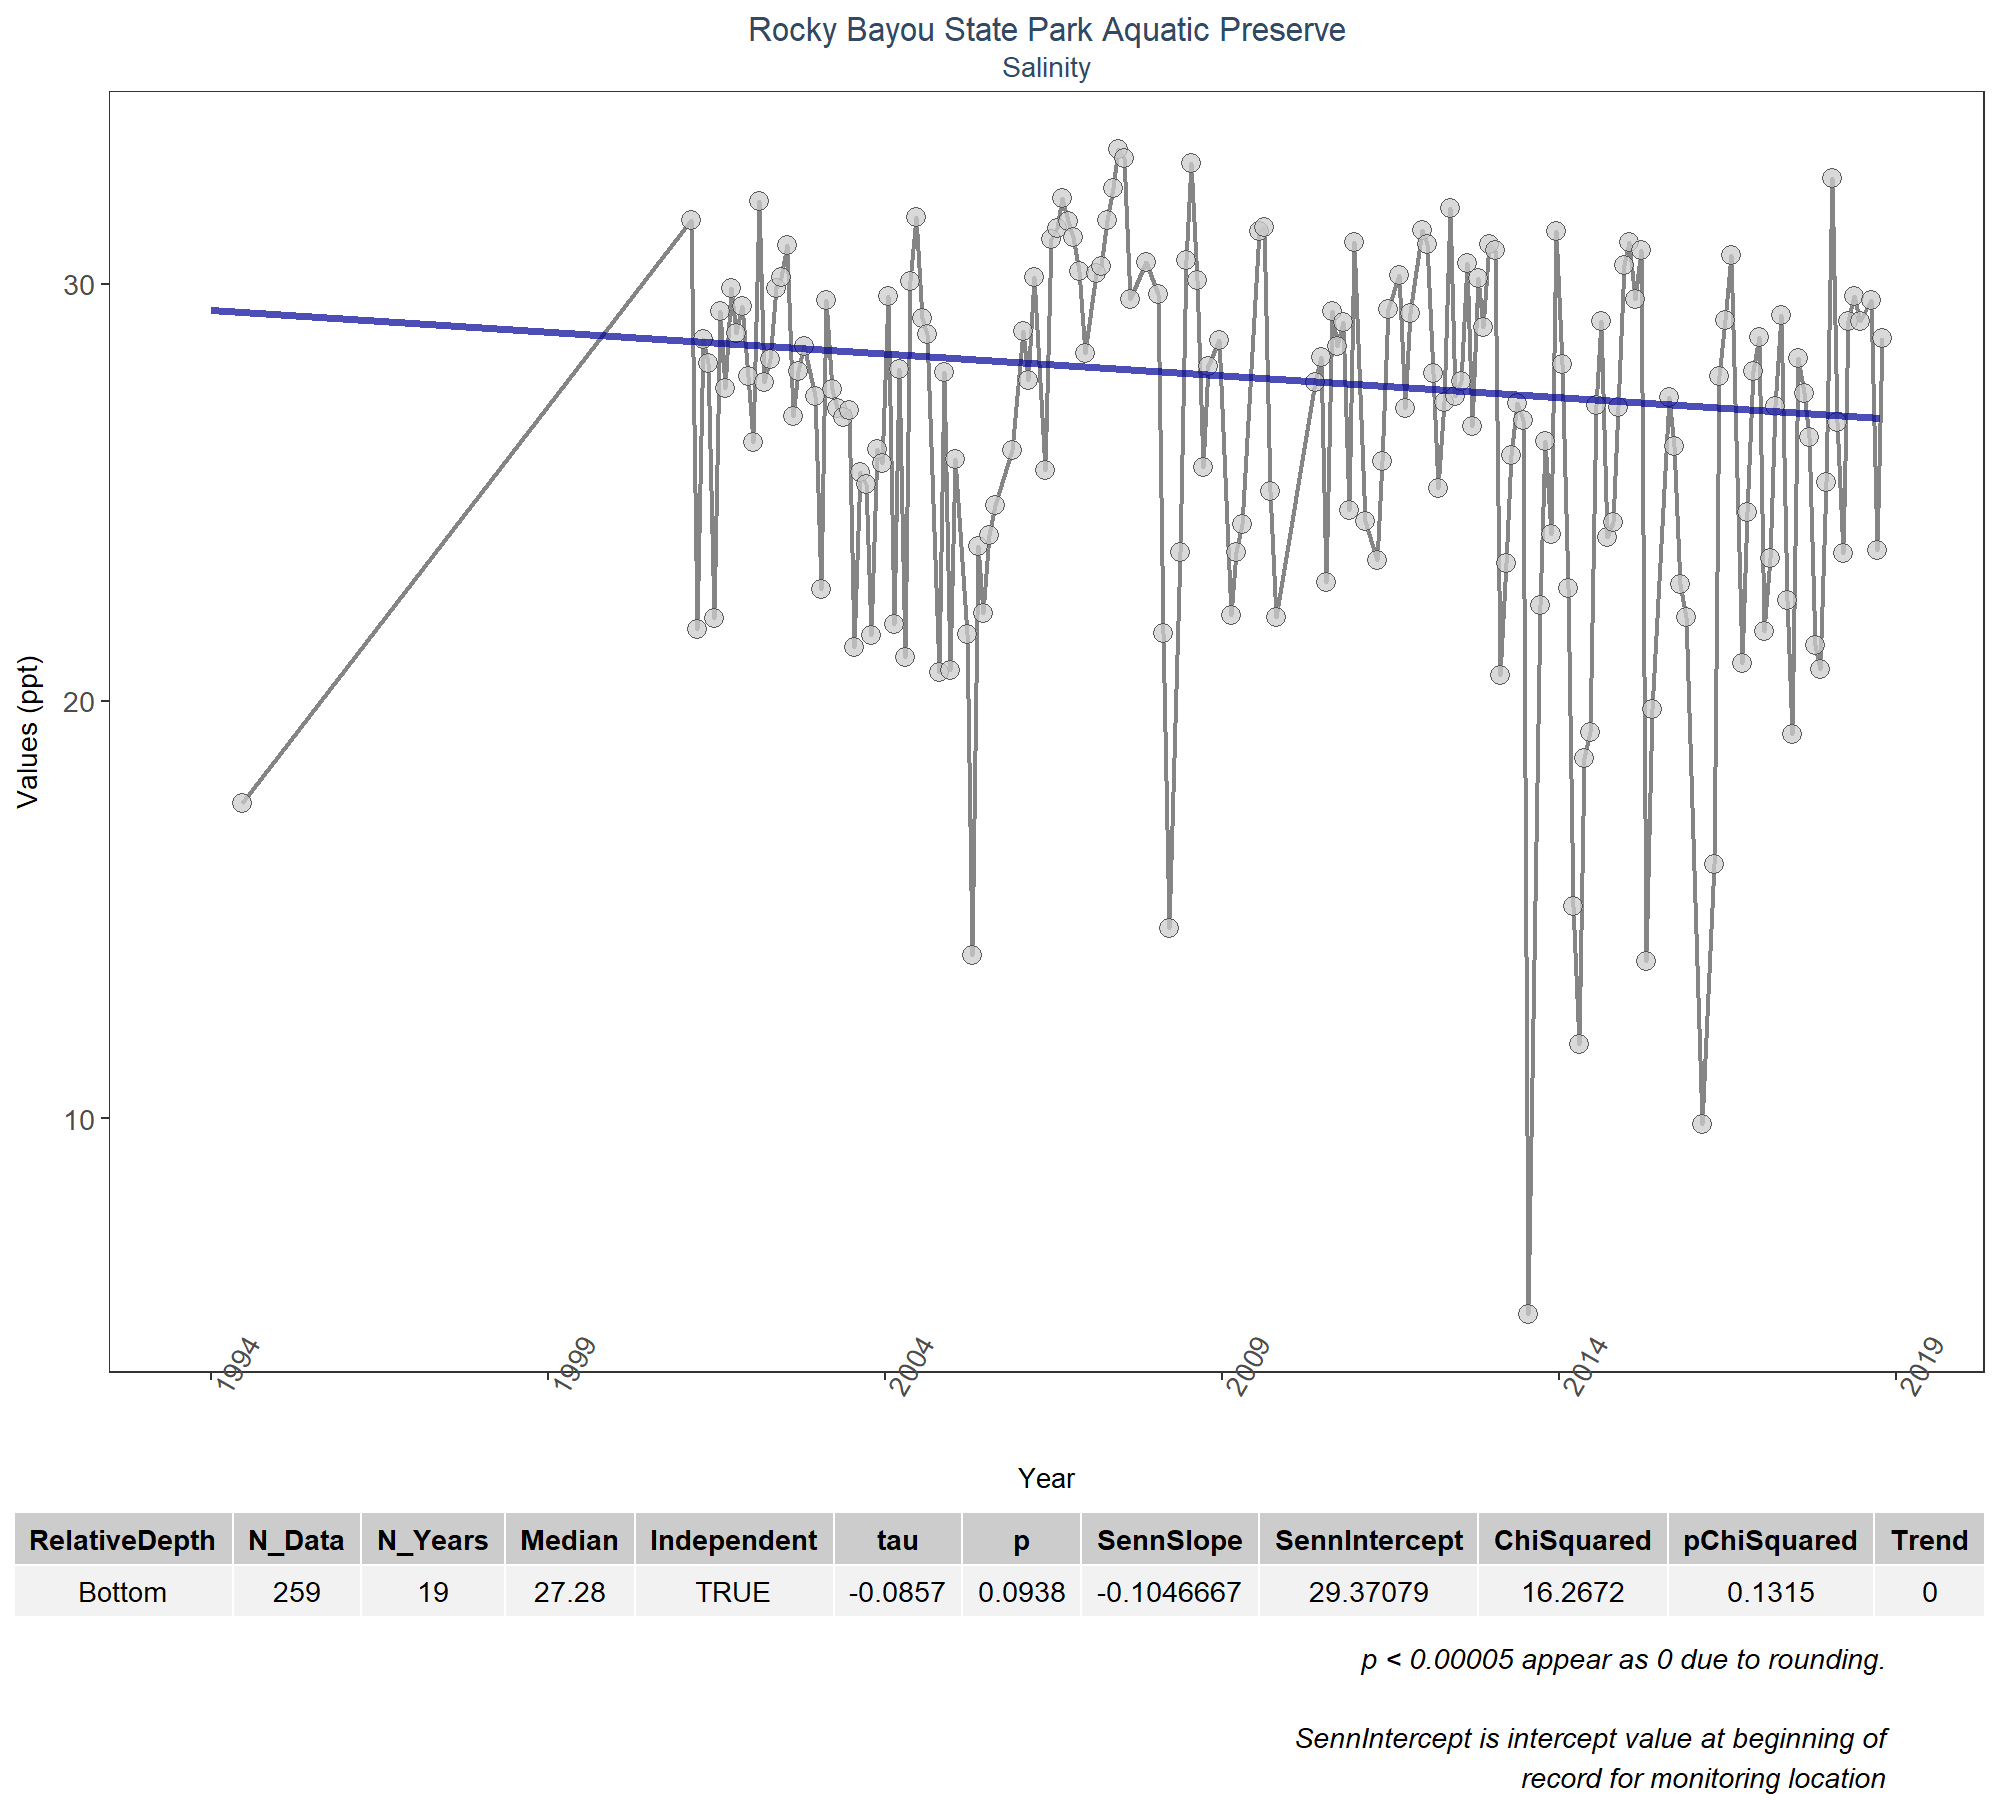 Rocky Bayou State Park Aquatic Preserve
Salinity
Values (ppt)
30
20
10
1994 1999 2004 2009 2014 2019
Year
RelativeDepth N_Data N_Years Median Independent tau p SennSlope SennIntercept ChiSquared pChiSquared Trend
Bottom 259 19 27.28 TRUE -0.0857 0.0938 -0.1046667 29.37079 16.2672 0.1315 0
p < 0.00005 appear as 0 due to rounding.
SennIntercept is intercept value at beginning of
record for monitoring location